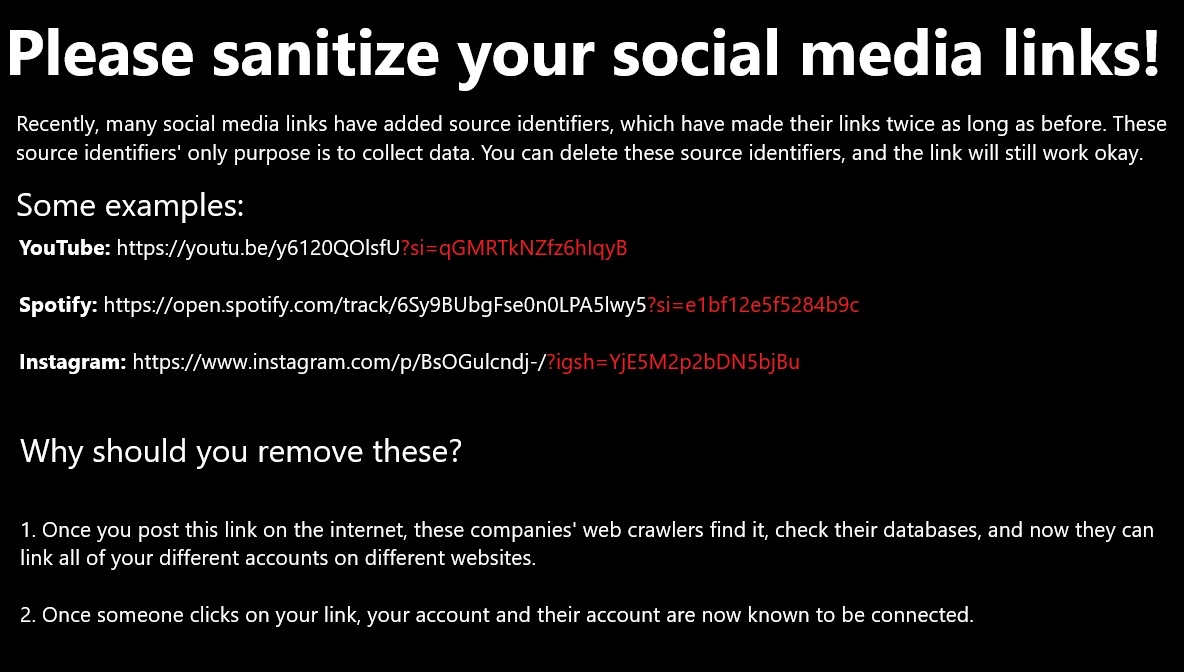 Please sanitize your social media links!
Recently, many social media links have added source identifiers, which have made their links twice as long as before. These
source identifiers' only purpose is to collect data. You can delete these source identifiers, and the link will still work okay.
Some examples:
YouTube: https://youtu.be/y6120QOlsfU?si=qGMRTkNZfz6hIqyB
Spotify: https://open.spotify.com/track/6Sy9BUbgFse0n0LPA5lwy5?si=e1bf12e5f5284b9c
Instagram: https://www.instagram.com/p/BsOGulcndj-/?igsh=YjE5M2p2bDN5bjBu
Why should you remove these?
1. Once you post this link on the internet, these companies' web crawlers find it, check their databases, and now they can
link all of your different accounts on different websites.
2. Once someone clicks on your link, your account and their account are now known to be connected.